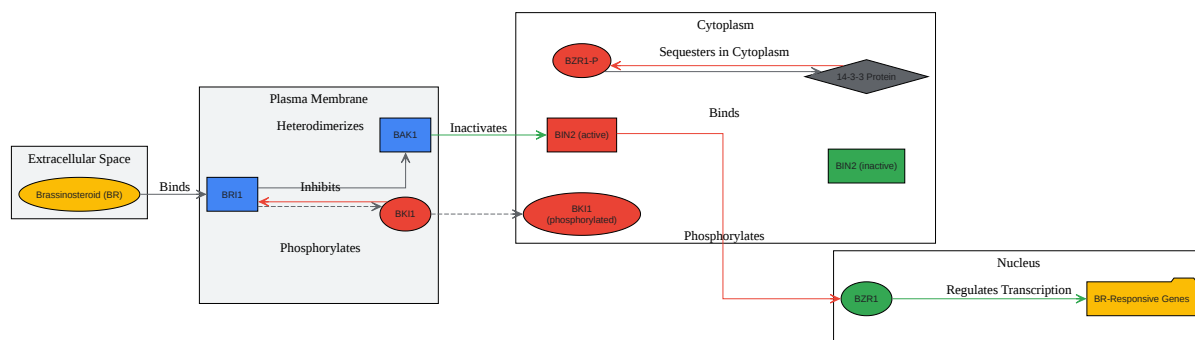 Extracellular Space
Brassinosteroid (BR)
Binds
Plasma Membrane
Heterodimerizes
BAK1
BRI1
Inhibits
BKI1
Phosphorylates
Inactivates
Cytoplasm
BZR1-P
Sequesters in Cytoplasm
14-3-3 Protein
Binds
BIN2 (active)
BIN2 (inactive)
BKI1
(phosphorylated)
Phosphorylates
Nucleus
BZR1
Regulates Transcription
BR-Responsive Genes